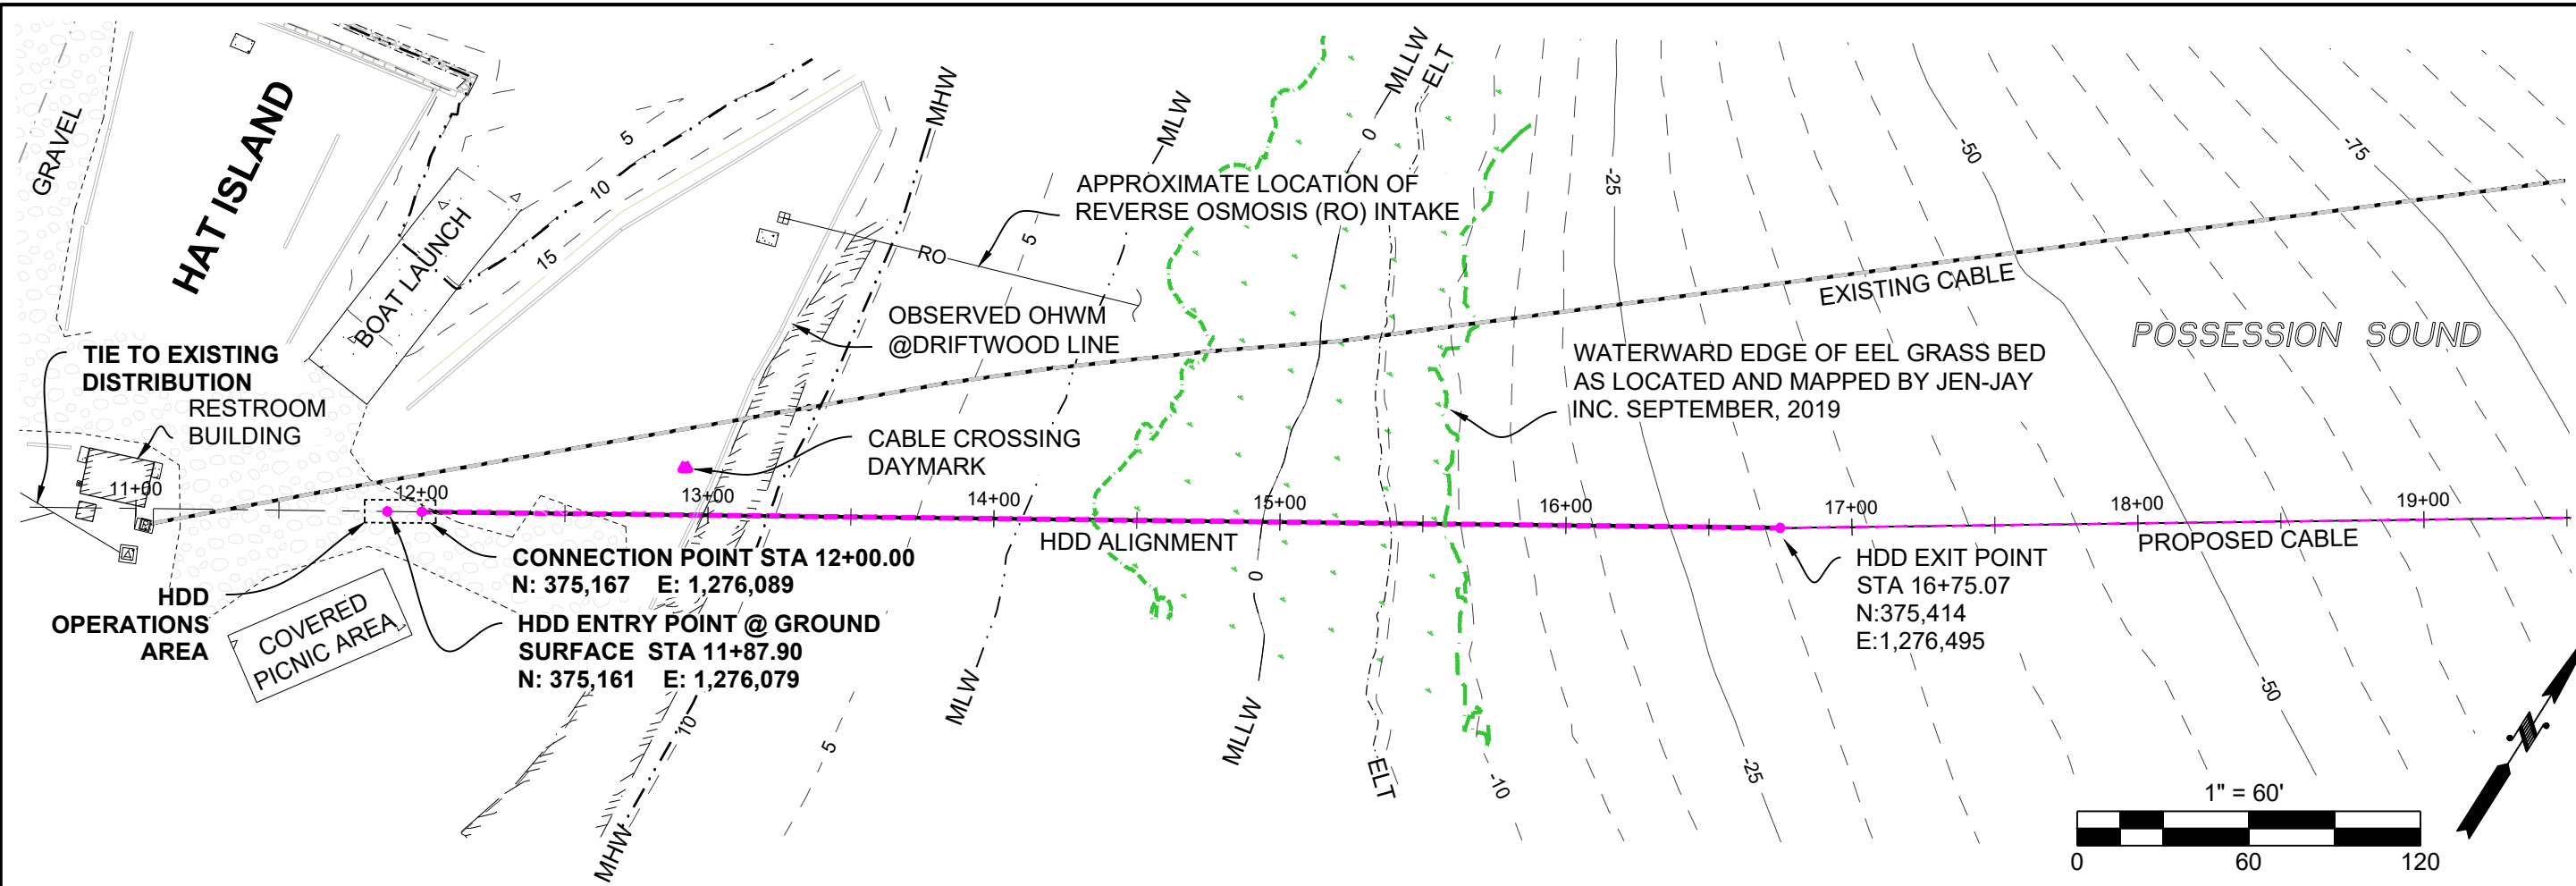 GRAVEL
HAT ISLAND
BOAT LAUNCH
5
10
15
MHW
MLW
MLLW
ELT
0
APPROXIMATE LOCATION OF
REVERSE OSMOSIS (RO) INTAKE
RO
5
-25
-50
-75
EXISTING CABLE
POSSESSION SOUND
OBSERVED OHWM
@DRIFTWOOD LINE
WATERWARD EDGE OF EEL GRASS BED
AS LOCATED AND MAPPED BY JEN-JAY
INC. SEPTEMBER, 2019
TIE TO EXISTING
DISTRIBUTION
RESTROOM
BUILDING
CABLE CROSSING
DAYMARK
11+00
12+00
13+00
14+00
15+00
16+00
17+00
18+00
19+00
HDD ALIGNMENT
PROPOSED CABLE
CONNECTION POINT STA 12+00.00
N: 375,167 E: 1,276,089
HDD
OPERATIONS
AREA
COVERED
PICNIC AREA
HDD ENTRY POINT @ GROUND
SURFACE STA 11+87.90
N: 375,161 E: 1,276,079
HDD EXIT POINT
STA 16+75.07
N:375,414
E:1,276,495
0
MLW
MLLW
ELT
10
5
MHW
-10
-25
-50
1" = 60'
0
60
120